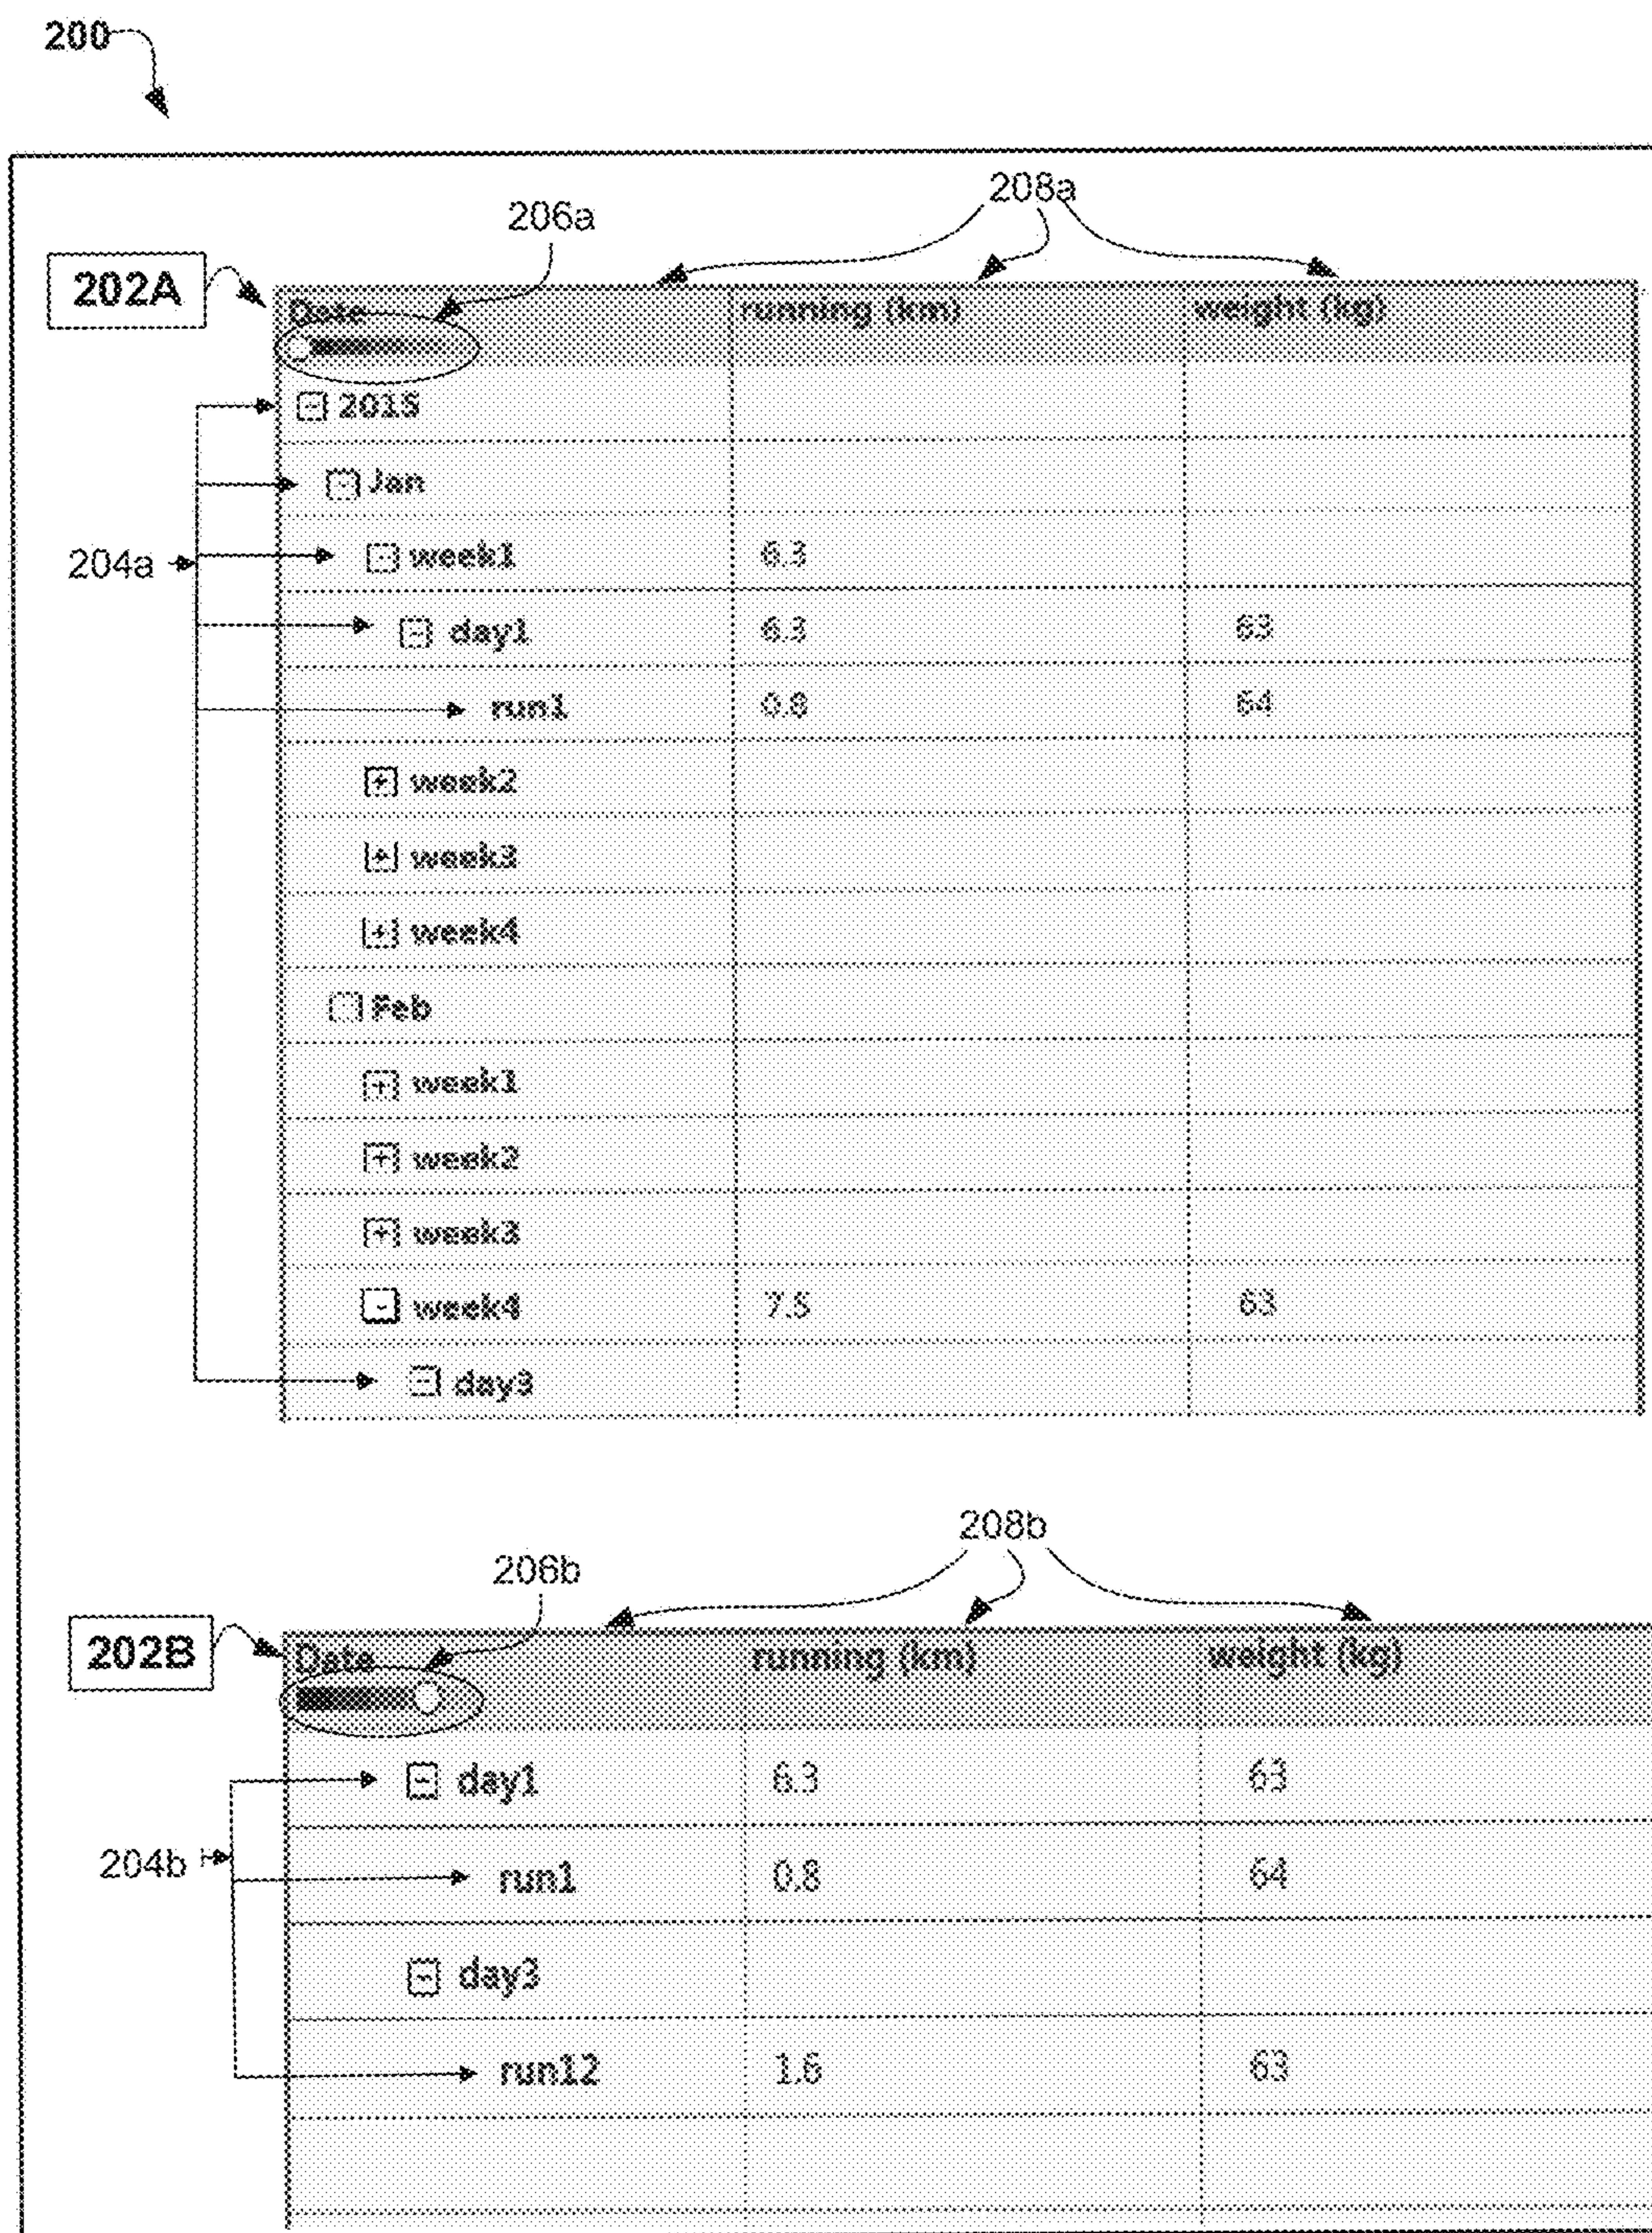 200
208a
206a
202A
Date running (km) weight (kg)
2015
Jan
204a
week1 6.3
day1 6.3 63
run1 0.8 64
week2
week3
week4
Feb
week1
week2
week3
week4 7.5 63
day3
208b
206b
202B
Date running (km) weight (kg)
day1 6.3 63
204b
run1 0.8 64
day3
run12 1.6 63